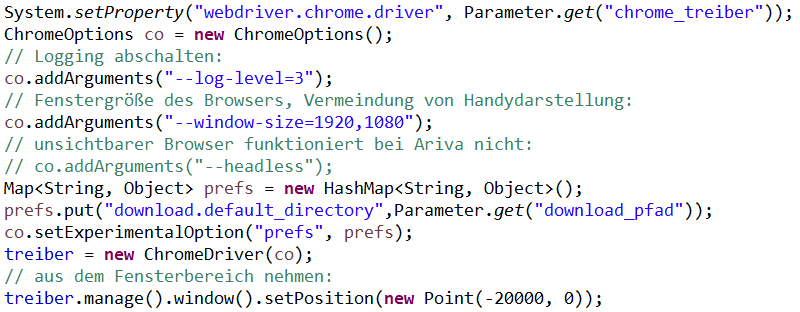 System.setProperty("webdriver.chrome.driver", Parameter.get("chrome_treiber"));
ChromeOptions co = new ChromeOptions();
// Logging abschalten:
co.addArguments("--log-level=3");
// Fenstergröße des Browsers, Vermeindung von Handydarstellung:
co.addArguments("--window-size=1920,1080");
// unsichtbarer Browser funktioniert bei Ariva nicht:
// co.addArguments("--headless");
Map<String, Object> prefs = new HashMap<String, Object>();
prefs.put("download.default_directory",Parameter.get("download_pfad"));
co.setExperimentalOption("prefs", prefs);
treiber = new ChromeDriver(co);
// aus dem Fensterbereich nehmen:
treiber.manage().window().setPosition(new Point(-20000, 0));